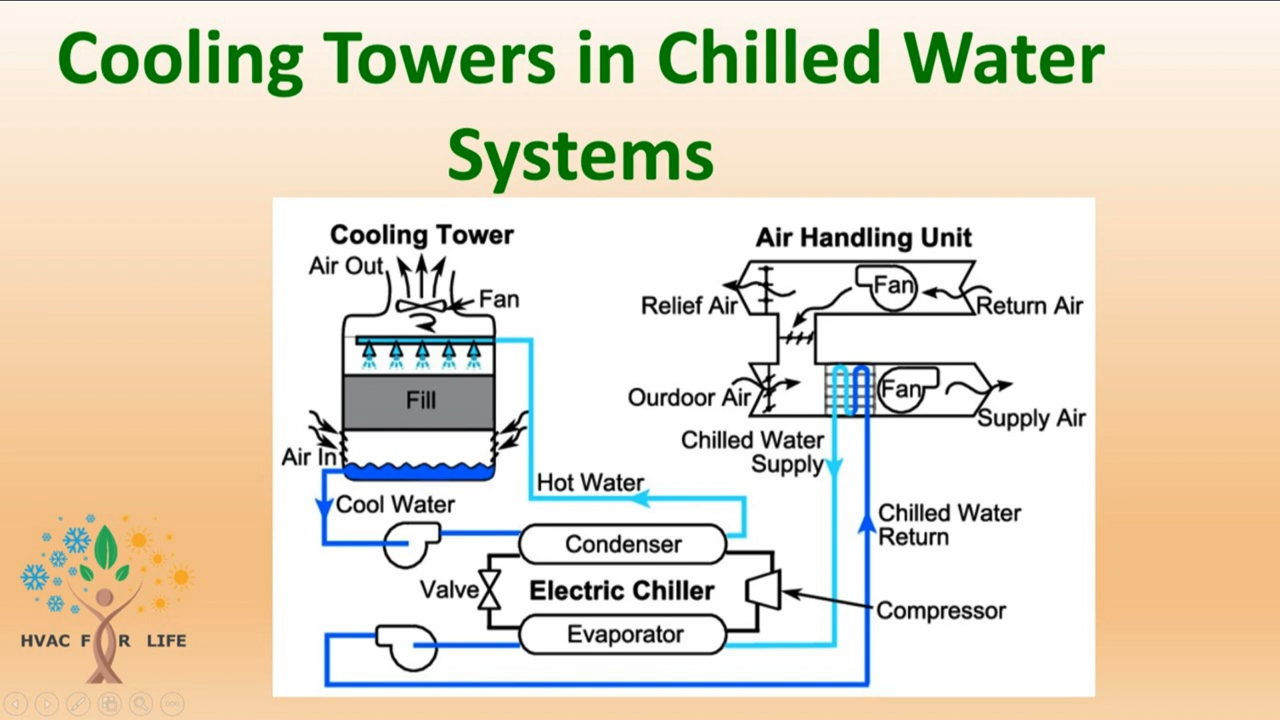 Cooling Towers in Chilled Water
Systems
Cooling Tower
Air Out
Fan
Fill
Air In
Cool Water
Hot Water
Air Handling Unit
Fan
Relief Air
Return Air
Ourdoor Air
Fan
Supply Air
Chilled Water
Supply
Chilled Water
Return
Condenser
Valve
Electric Chiller
Compressor
Evaporator
HVAC FOR LIFE